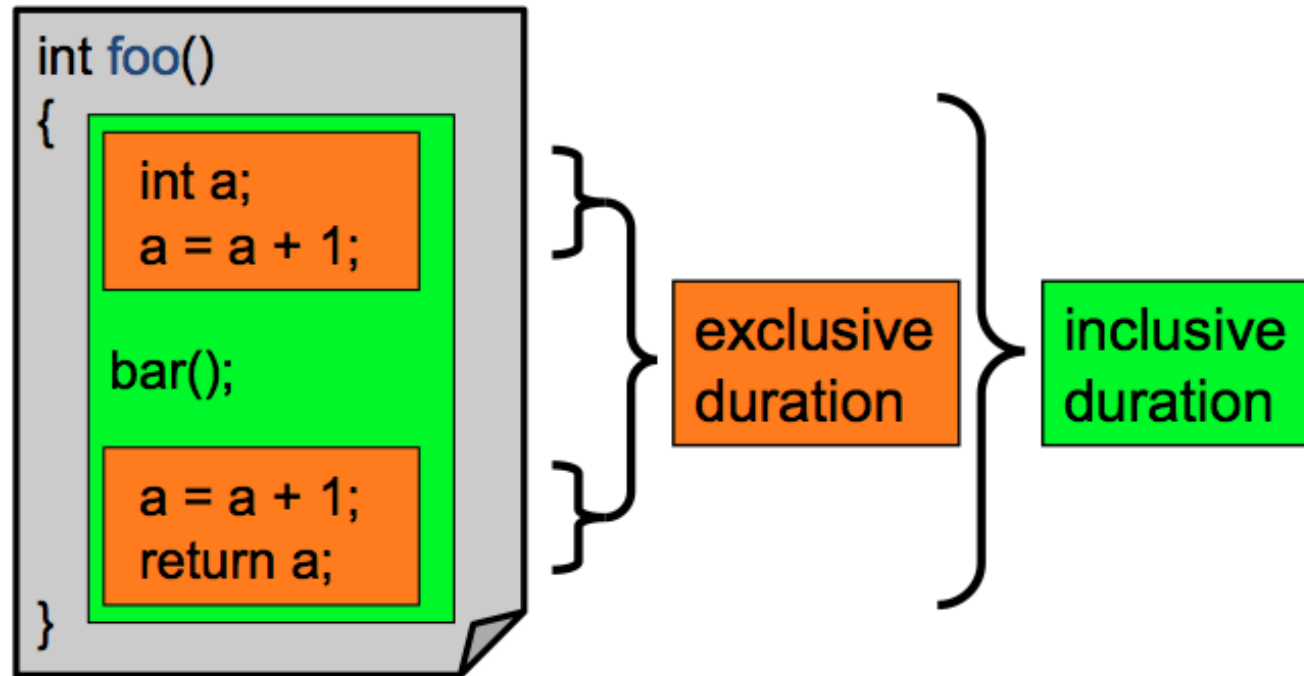 int foo()
{
int a;
a = a + 1;
bar();
a = a + 1;
return a;
}
exclusive
duration
inclusive
duration